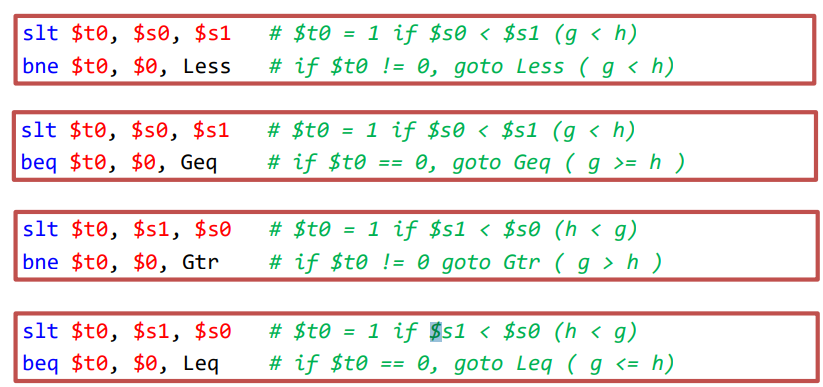 slt $t0, $s0, $s1 # $t0 = 1 if $s0 < $s1 (g < h)
bne $t0, $0, Less # if $t0 != 0, goto Less ( g < h)
slt $t0, $s0, $s1 # $t0 = 1 if $s0 < $s1 (g < h)
beq $t0, $0, Geq # if $t0 == 0, goto Geq ( g >= h )
slt $t0, $s1, $s0 # $t0 = 1 if $s1 < $s0 (h < g)
bne $t0, $0, Gtr # if $t0 != 0 goto Gtr ( g > h )
slt $t0, $s1, $s0 # $t0 = 1 if $s1 < $s0 (h < g)
beq $t0, $0, Leq # if $t0 == 0, goto Leq ( g <= h)